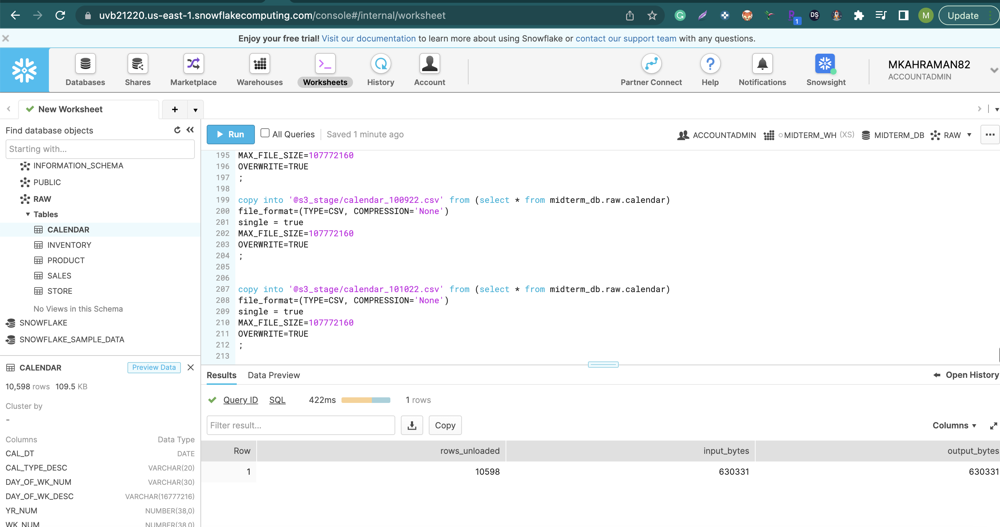 uvb21220.us-east-1.snowflakecomputing.com/console#/internal/worksheet
G
DS
1
M
Update
Enjoy your free trial! Visit our documentation to learn more about using Snowflake or contact our support team with any questions.
Databases
Shares
Marketplace
Warehouses
Worksheets
History
Account
Partner Connect
Help
Notifications
Snowsight
MKAHRAMAN82
ACCOUNTADMIN
New Worksheet
+
Find database objects
Starting with...
INFORMATION_SCHEMA
PUBLIC
RAW
Tables
CALENDAR
INVENTORY
PRODUCT
SALES
STORE
No Views in this Schema
SNOWFLAKE
SNOWFLAKE_SAMPLE_DATA
CALENDAR
Preview Data
10,598 rows 109.5 KB
Cluster by
-
Columns Data Type
CAL_DT DATE
CAL_TYPE_DESC VARCHAR(20)
DAY_OF_WK_NUM VARCHAR(30)
DAY_OF_WK_DESC VARCHAR(16777216)
YR_NUM NUMBER(38,0)
WK_NUM NUMBER(38,0)
Run All Queries Saved 1 minute ago
ACCOUNTADMIN MIDTERM_WH (XS) MIDTERM_DB RAW ...
195 MAX_FILE_SIZE=107772160
196 OVERWRITE=TRUE
197 ;
198
199 copy into '@s3_stage/calendar_100922.csv' from (select * from midterm_db.raw.calendar)
200 file_format=(TYPE=CSV, COMPRESSION='None')
201 single = true
202 MAX_FILE_SIZE=107772160
203 OVERWRITE=TRUE
204 ;
205
206
207 copy into '@s3_stage/calendar_101022.csv' from (select * from midterm_db.raw.calendar)
208 file_format=(TYPE=CSV, COMPRESSION='None')
209 single = true
210 MAX_FILE_SIZE=107772160
211 OVERWRITE=TRUE
212 ;
213
Results Data Preview
Open History
Query ID SQL 422ms 1 rows
Filter result...
Copy
Columns
Row rows_unloaded input_bytes output_bytes
1 10598 630331 630331